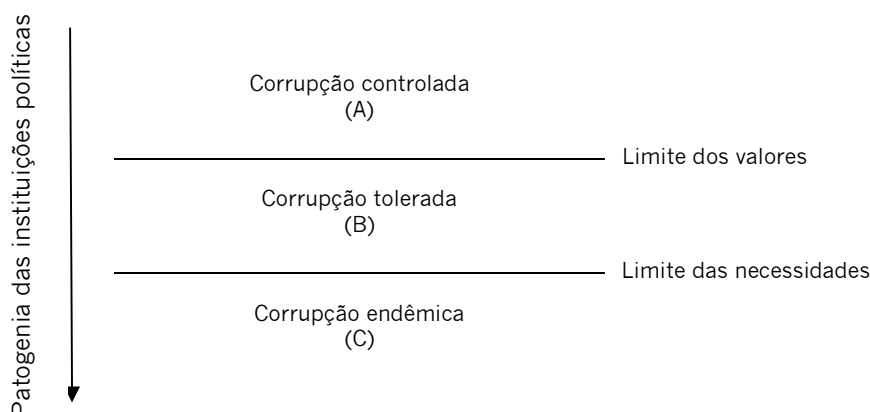 Patogenia das instituições políticas
Corrupção controlada
(A)
Limite dos valores
Corrupção tolerada
(B)
Limite das necessidades
Corrupção endêmica
(C)